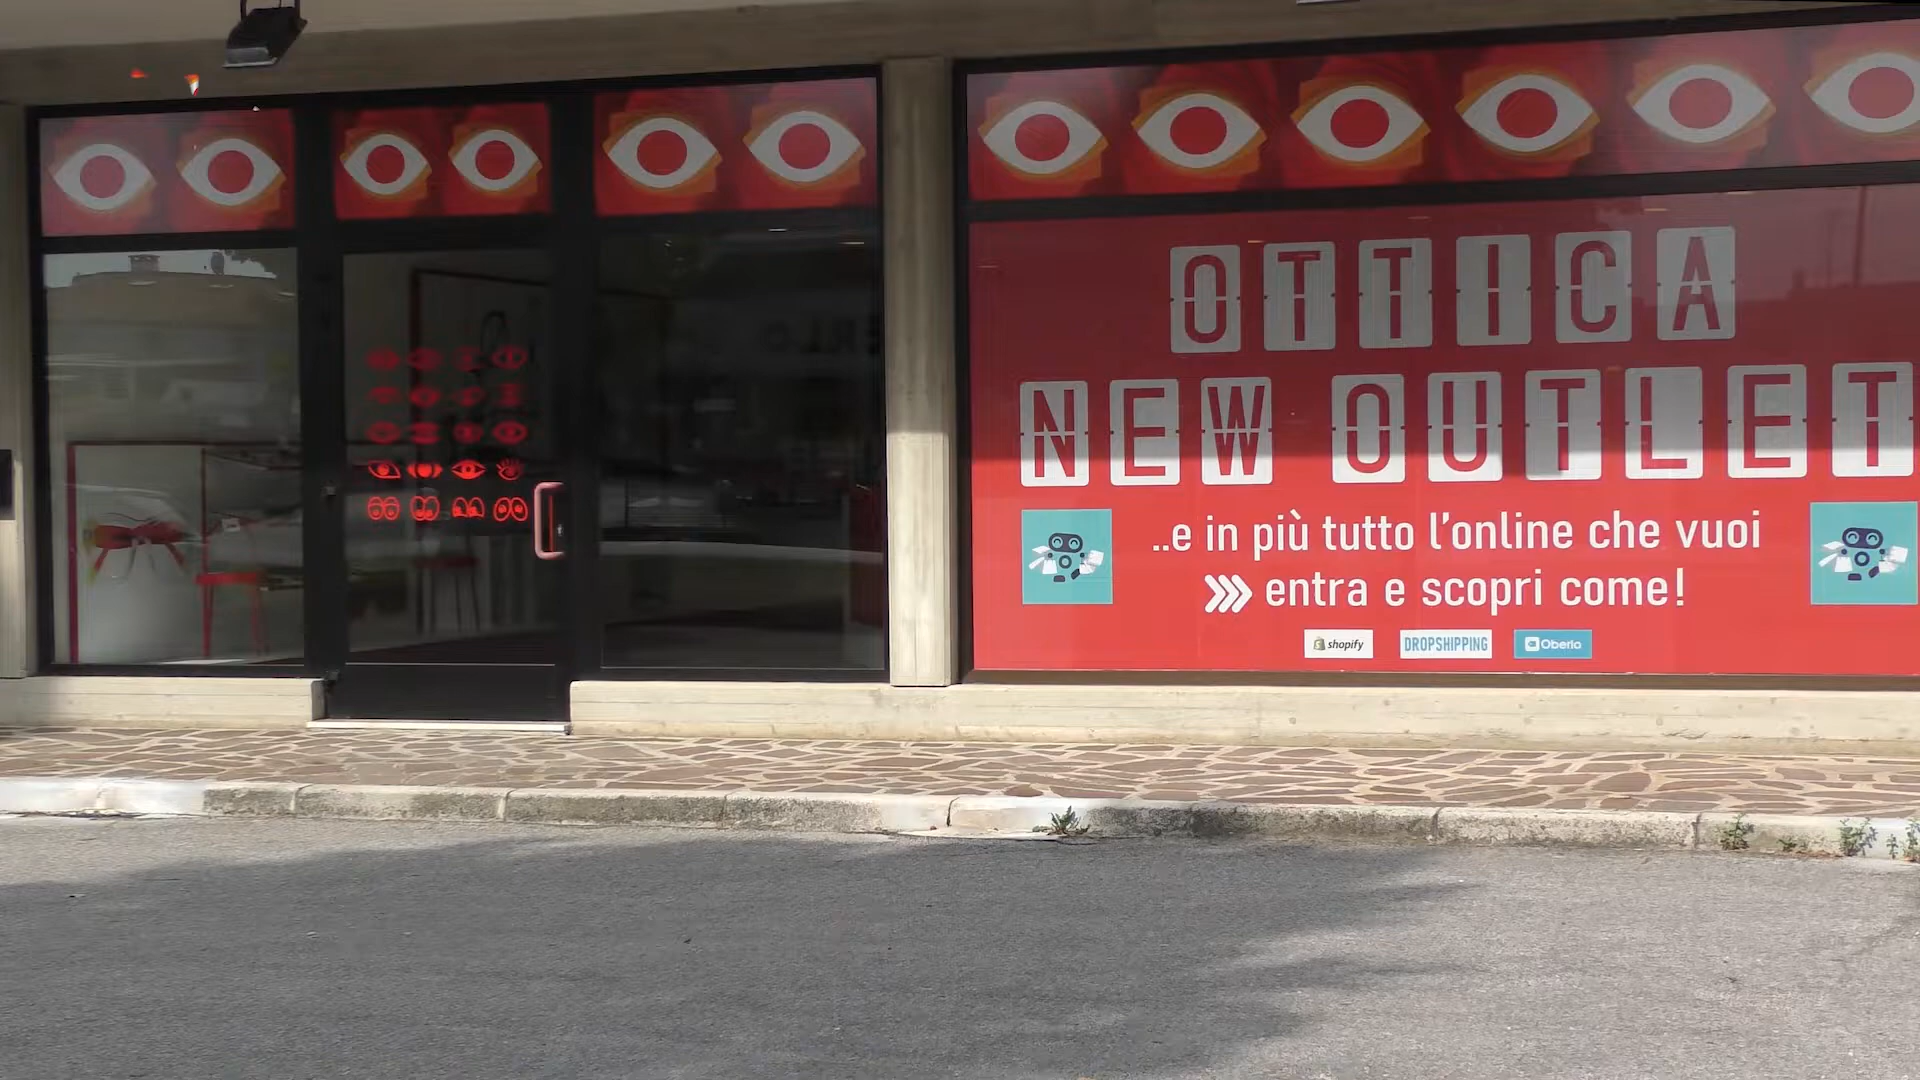 OTTICA
NEW OUTLET
..e in più tutto l'online che vuoi
entra e scopri come!
shopify
DROPSHIPPING
Oberlo